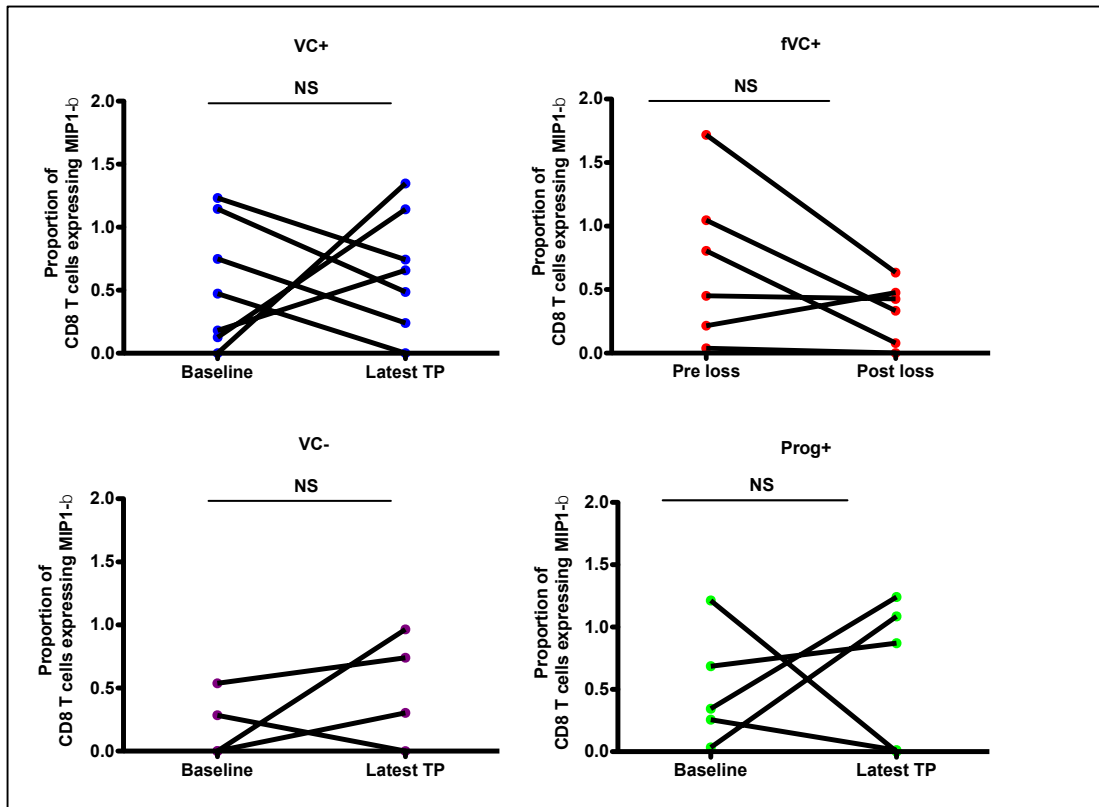 VC+
NS
Proportion of
CD8 T cells expressing MIP1-b
2.0
1.5
1.0
0.5
0.0
Baseline Latest TP
fVC+
NS
Proportion of
CD8 T cells expressing MIP1-b
2.0
1.5
1.0
0.5
0.0
Pre loss Post loss
VC-
NS
Proportion of
CD8 T cells expressing MIP1-b
2.0
1.5
1.0
0.5
0.0
Baseline Latest TP
Prog+
NS
Proportion of
CD8 T cells expressing MIP1-b
2.0
1.5
1.0
0.5
0.0
Baseline Latest TP